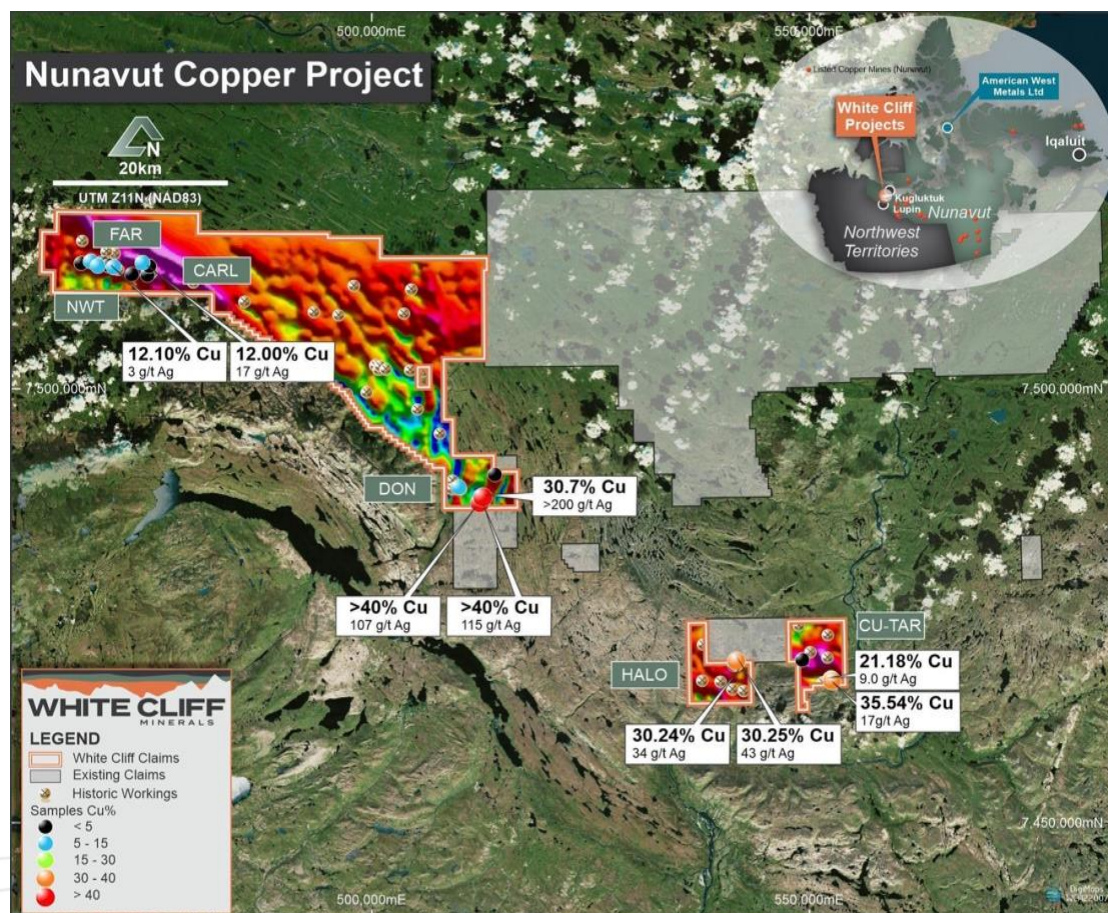 500,000mE
550,000mE
Nunavut Copper Project
Listed Copper Mines (Nunavut)
American West
Metals Ltd
White Cliff
Projects
Iqaluit
Kugluktuk
Lupin
Nunavut
Northwest
Territories
N
20km
UTM Z11N (NAD83)
FAR
CARL
NWT
12.10% Cu
3 g/t Ag
12.00% Cu
17 g/t Ag
7,500,000mN
7,500,000mN
DON
30.7% Cu
>200 g/t Ag
>40% Cu
107 g/t Ag
>40% Cu
115 g/t Ag
CU-TAR
HALO
21.18% Cu
9.0 g/t Ag
35.54% Cu
17g/t Ag
30.24% Cu
34 g/t Ag
30.25% Cu
43 g/t Ag
WHITE CLIFF
MINERALS
LEGEND
White Cliff Claims
Existing Claims
Historic Workings
Samples Cu%
< 5
5 - 15
15 - 30
30 - 40
> 40
7,450,000mN
500,000mE
550,000mE
DigiMaps